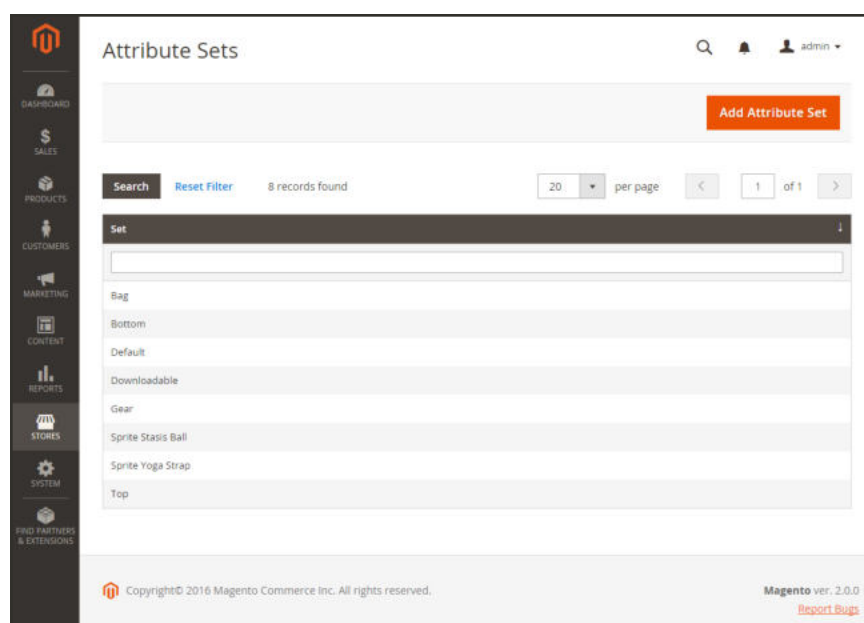 Attribute Sets
admin
DASHBOARD
Add Attribute Set
$
SALES
Search Reset Filter 8 records found 20 per page < 1 of 1 >
PRODUCTS
Set ↓
CUSTOMERS
MARKETING
Bag
Bottom
CONTENT
Default
Downloadable
REPORTS
Gear
STORES
Sprite Stasis Ball
Sprite Yoga Strap
SYSTEM
Top
FIND PARTNERS
& EXTENSIONS
Copyright© 2016 Magento Commerce Inc. All rights reserved.
Magento ver. 2.0.0
Report Bugs